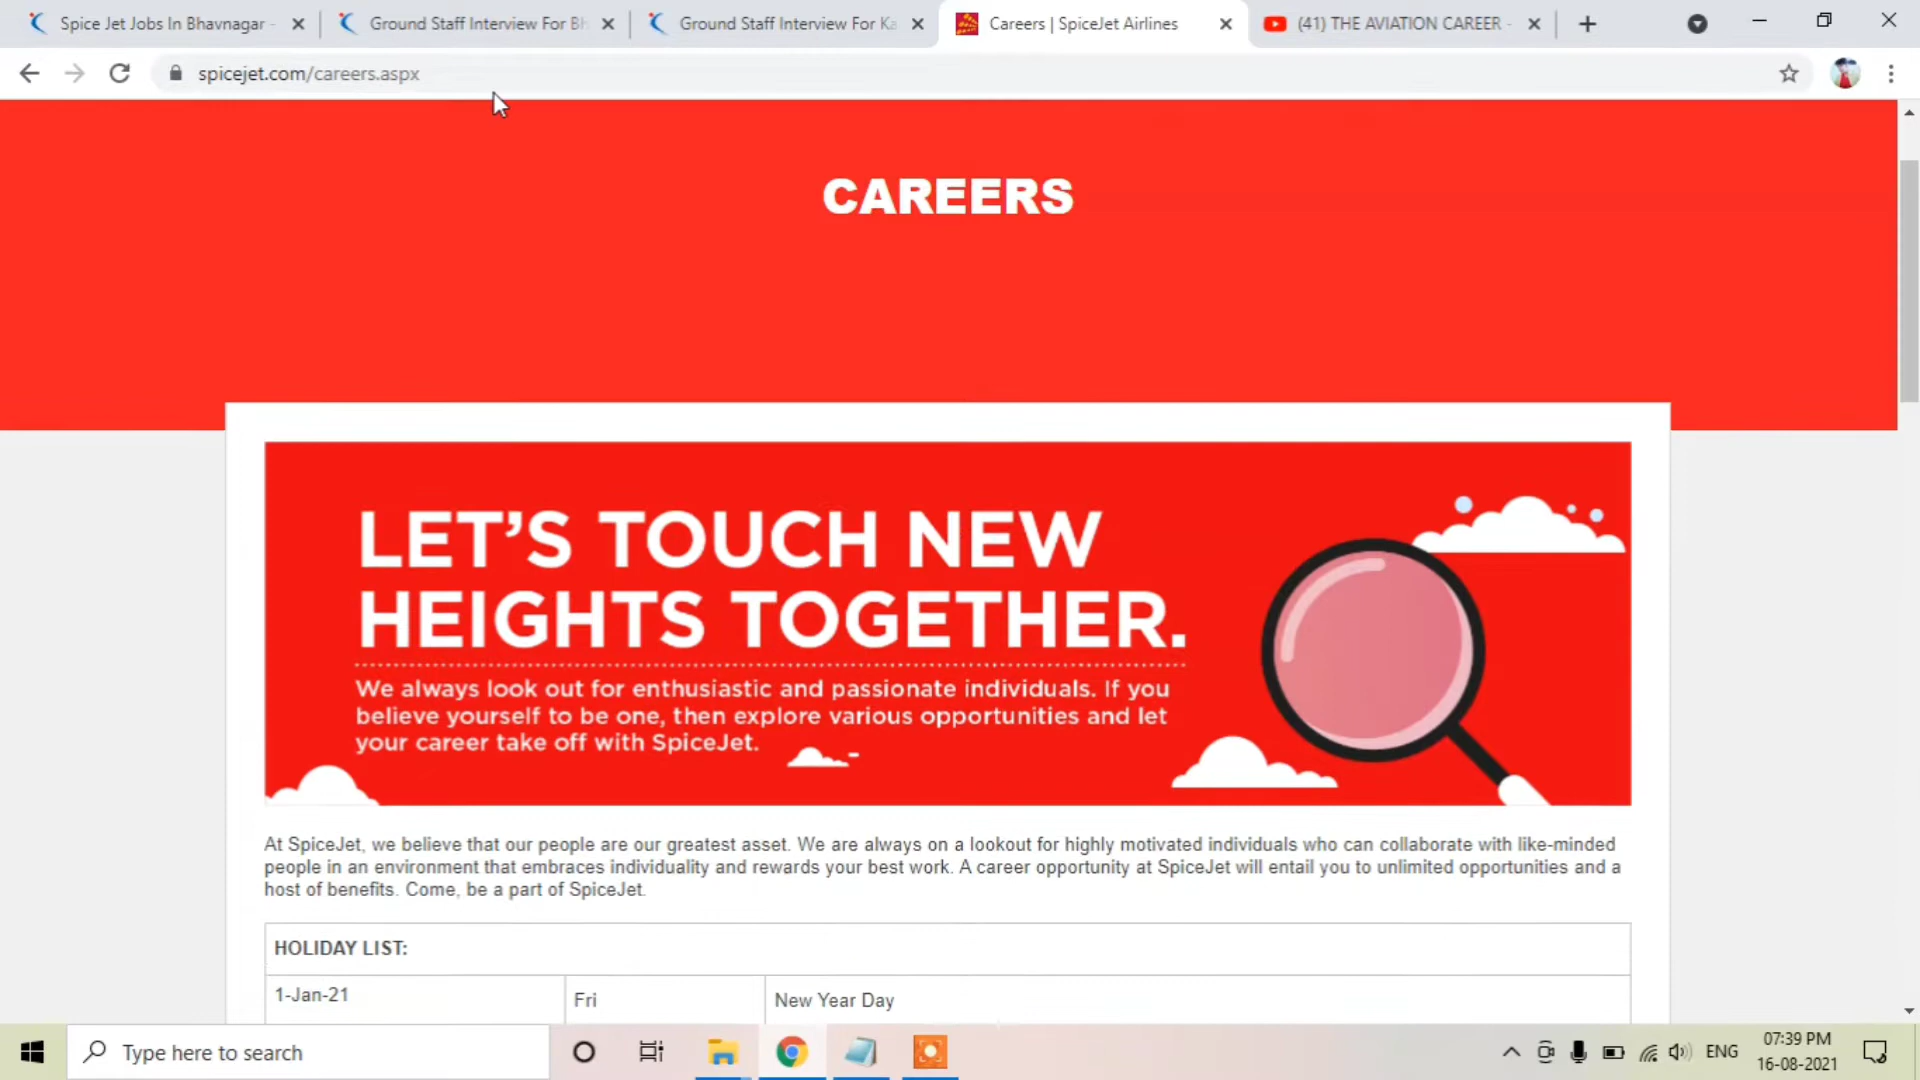 Spice Jet Jobs In Bhavnagar -
Ground Staff Interview For Bh
Ground Staff Interview For Ka
Careers | SpiceJet Airlines
(41) THE AVIATION CAREER -
spicejet.com/careers.aspx
CAREERS
LET'S TOUCH NEW
HEIGHTS TOGETHER.
We always look out for enthusiastic and passionate individuals. If you
believe yourself to be one, then explore various opportunities and let
your career take off with SpiceJet.
At SpiceJet, we believe that our people are our greatest asset. We are always on a lookout for highly motivated individuals who can collaborate with like-minded
people in an environment that embraces individuality and rewards your best work. A career opportunity at SpiceJet will entail you to unlimited opportunities and a
host of benefits. Come, be a part of SpiceJet.
HOLIDAY LIST:
1-Jan-21 Fri New Year Day
Type here to search
ENG
07:39 PM
16-08-2021